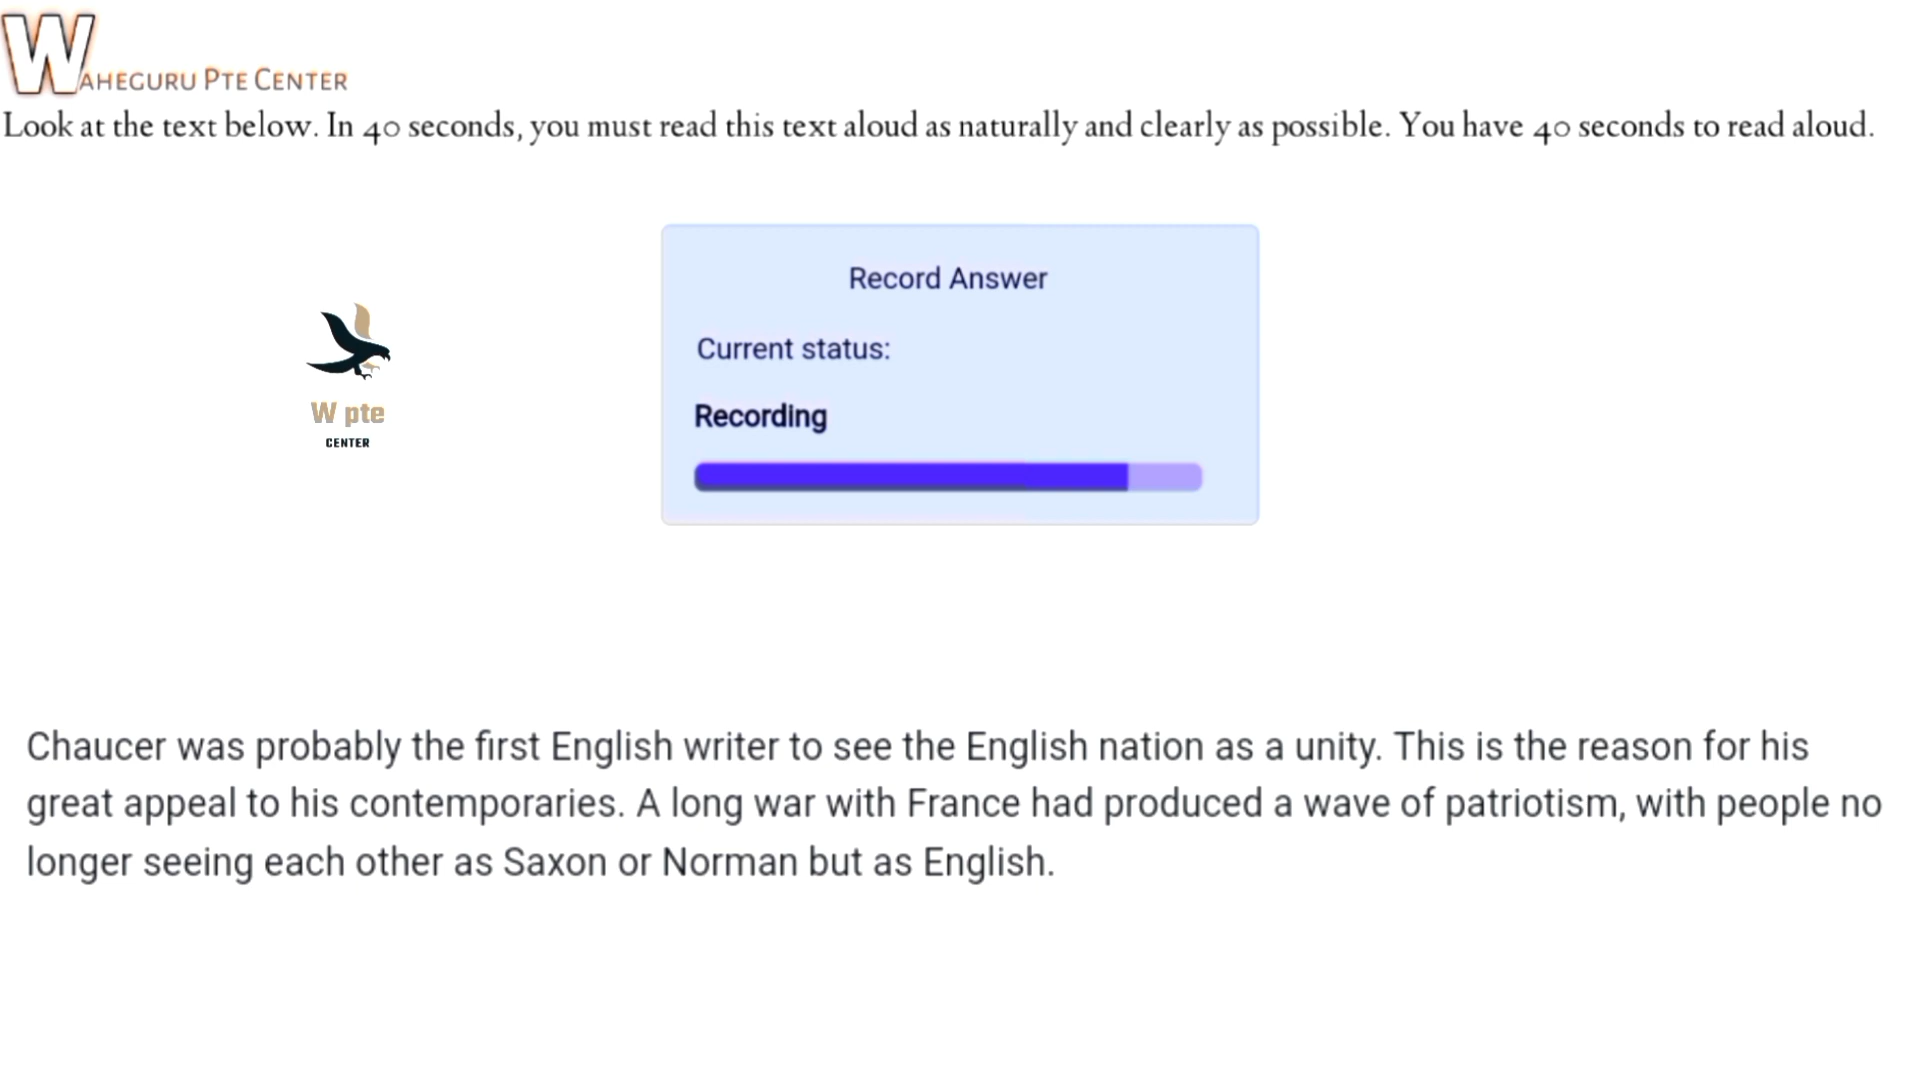 WAHEGURU PTE CENTER
Look at the text below. In 40 seconds, you must read this text aloud as naturally and clearly as possible. You have 40 seconds to read aloud.
Record Answer
Current status:
W pte
CENTER
Recording
Chaucer was probably the first English writer to see the English nation as a unity. This is the reason for his
great appeal to his contemporaries. A long war with France had produced a wave of patriotism, with people no
longer seeing each other as Saxon or Norman but as English.